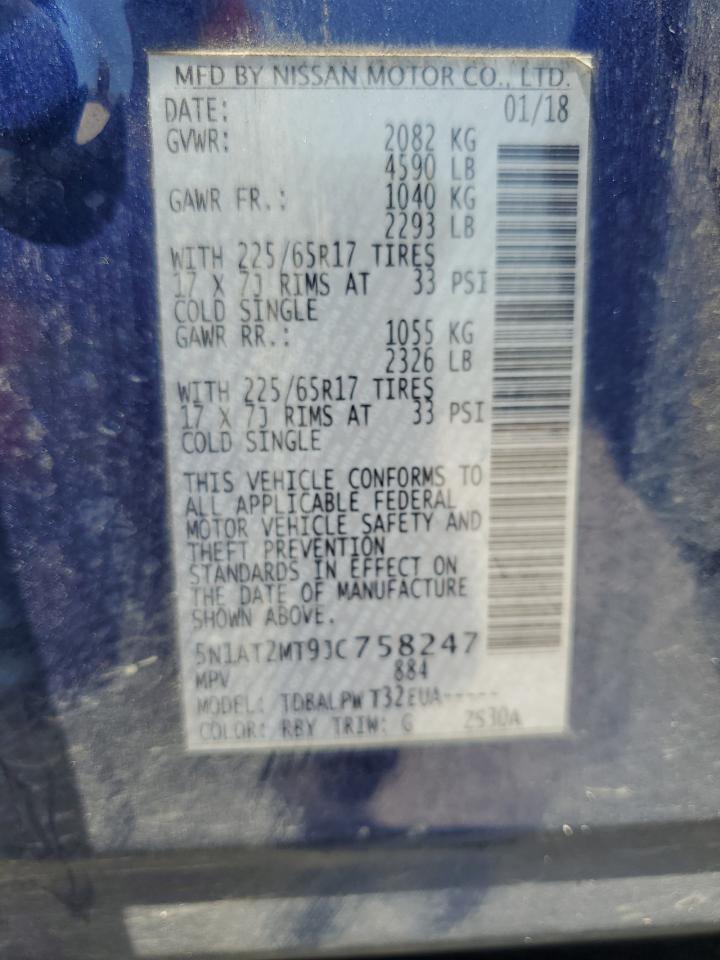 MFD BY NISSAN MOTOR CO., LTD.
DATE: 01/18
GVWR: 2082 KG
4590 LB
GAWR FR.: 1040 KG
2293 LB
WITH 225/65R17 TIRES
17 X 7J RIMS AT 33 PSI
COLD SINGLE
GAWR RR.: 1055 KG
2326 LB
WITH 225/65R17 TIRES
17 X 7J RIMS AT 33 PSI
COLD SINGLE
THIS VEHICLE CONFORMS TO
ALL APPLICABLE FEDERAL
MOTOR VEHICLE SAFETY AND
THEFT PREVENTION
STANDARDS IN EFFECT ON
THE DATE OF MANUFACTURE
SHOWN ABOVE.
5N1AT2MT9JC758247
MPV 884
MODEL: TDBALPW T32EUA-----
COLOR: RBY TRIM: G 2S30A